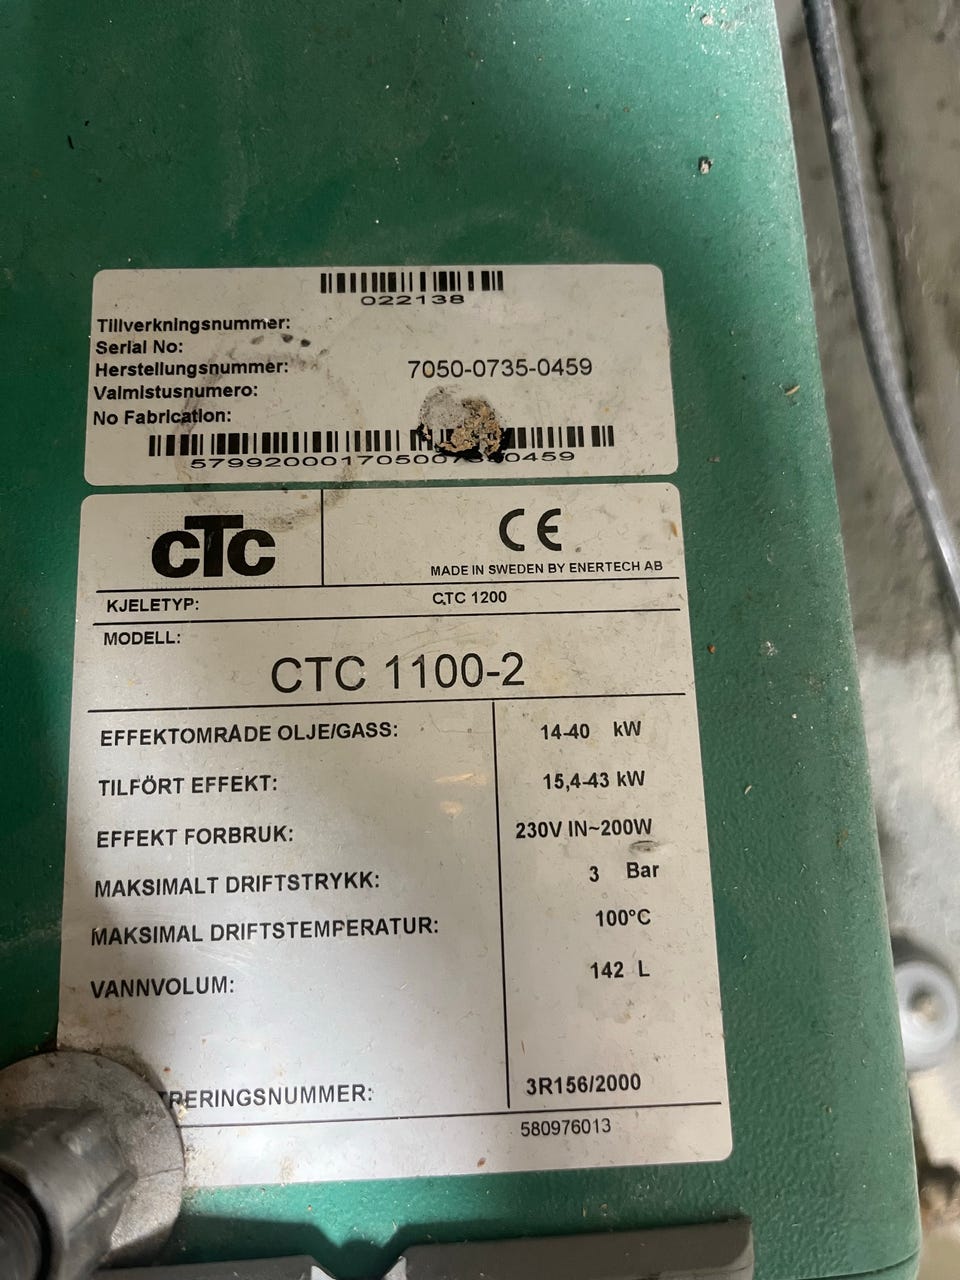 022138
Tillverkningsnummer:
Serial No:
Herstellungsnummer: 7050-0735-0459
Valmistusnumero:
No Fabrication:
CTC
CE
MADE IN SWEDEN BY ENERTECH AB
KJELETYP: CTC 1200
MODELL:
CTC 1100-2
EFFEKTOMRÅDE OLJE/GASS: 14-40 kW
TILFÖRT EFFEKT: 15,4-43 kW
EFFEKT FORBRUK: 230V IN~200W
MAKSIMALT DRIFTSTRYKK: 3 Bar
MAKSIMAL DRIFTSTEMPERATUR: 100°C
VANNVOLUM: 142 L
TRERINGSNUMMER: 3R156/2000
580976013